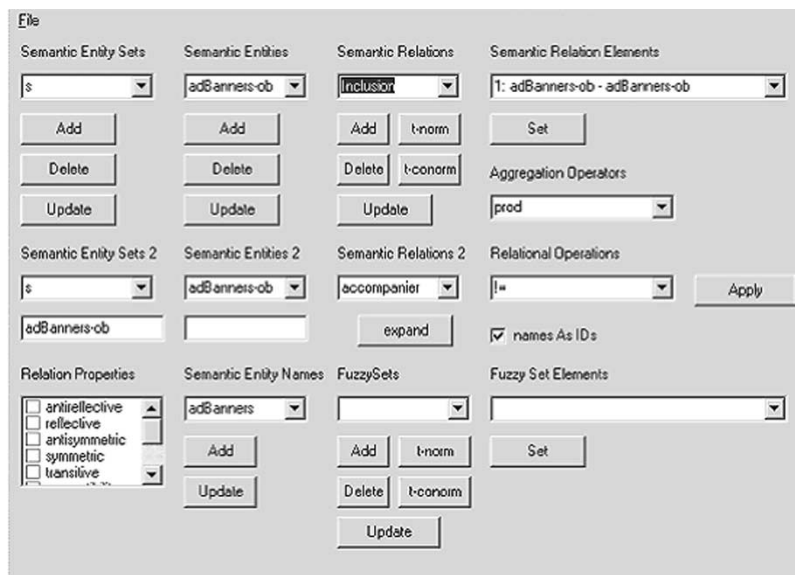 File
Semantic Entity Sets Semantic Entities Semantic Relations Semantic Relation Elements
s adBanners-ob Inclusion 1: adBanners-ob - adBanners-ob
Add Add Add t-norm Set
Delete Delete Delete t-conorm Aggregation Operators
Update Update Update prod
Semantic Entity Sets 2 Semantic Entities 2 Semantic Relations 2 Relational Operations
s adBanners-ob accompanier != Apply
adBanners-ob expand names As IDs
Relation Properties Semantic Entity Names FuzzySets Fuzzy Set Elements
antireflective adBanners
reflective
antisymmetric
symmetric Add Add t-norm Set
transitive
Update Delete t-conorm
Update